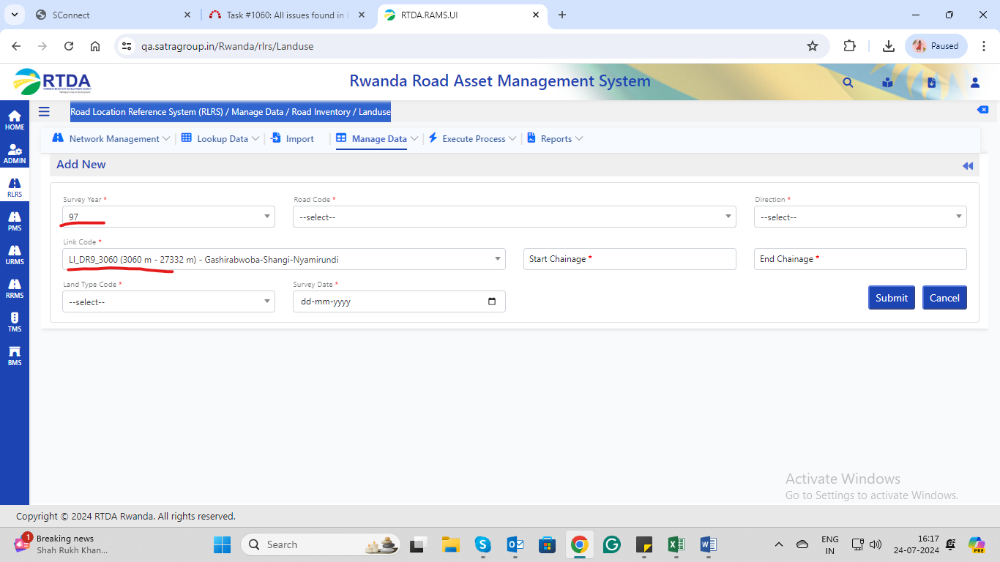 SConnect
Task #1060: All issues found in
RTDA.RAMS.UI
qa.satragroup.in/Rwanda/rlrs/Landuse
Paused
RTDA
Rwanda Road Asset Management System
HOME
ADMIN
RLRS
PMS
URMS
RRMS
TMS
BMS
Road Location Reference System (RLRS) / Manage Data / Road Inventory / Landuse
Network Management
Lookup Data
Import
Manage Data
Execute Process
Reports
Add New
Survey Year *
Road Code *
Direction *
97
--select--
--select--
Link Code *
LI_DR9_3060 (3060 m - 27332 m) - Gashirabwoba-Shangi-Nyamirundi
Start Chainage *
End Chainage *
Land Type Code *
Survey Date *
--select--
dd-mm-yyyy
Submit
Cancel
Activate Windows
Go to Settings to activate Windows.
Copyright © 2024 RTDA Rwanda. All rights reserved.
1
Breaking news
Shah Rukh Khan...
Search
ENG
IN
16:17
24-07-2024
PRE